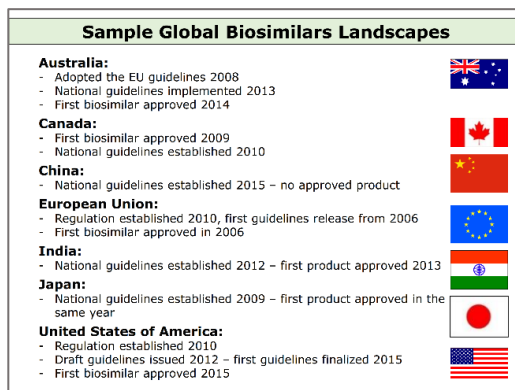 Sample Global Biosimilars Landscapes
Australia:
- Adopted the EU guidelines 2008
- National guidelines implemented 2013
- First biosimilar approved 2014
Canada:
- First biosimilar approved 2009
- National guidelines established 2010
China:
- National guidelines established 2015 – no approved product
European Union:
- Regulation established 2010, first guidelines release from 2006
- First biosimilar approved in 2006
India:
- National guidelines established 2012 – first product approved 2013
Japan:
- National guidelines established 2009 – first product approved in the
same year
United States of America:
- Regulation established 2010
- Draft guidelines issued 2012 – first guidelines finalized 2015
- First biosimilar approved 2015